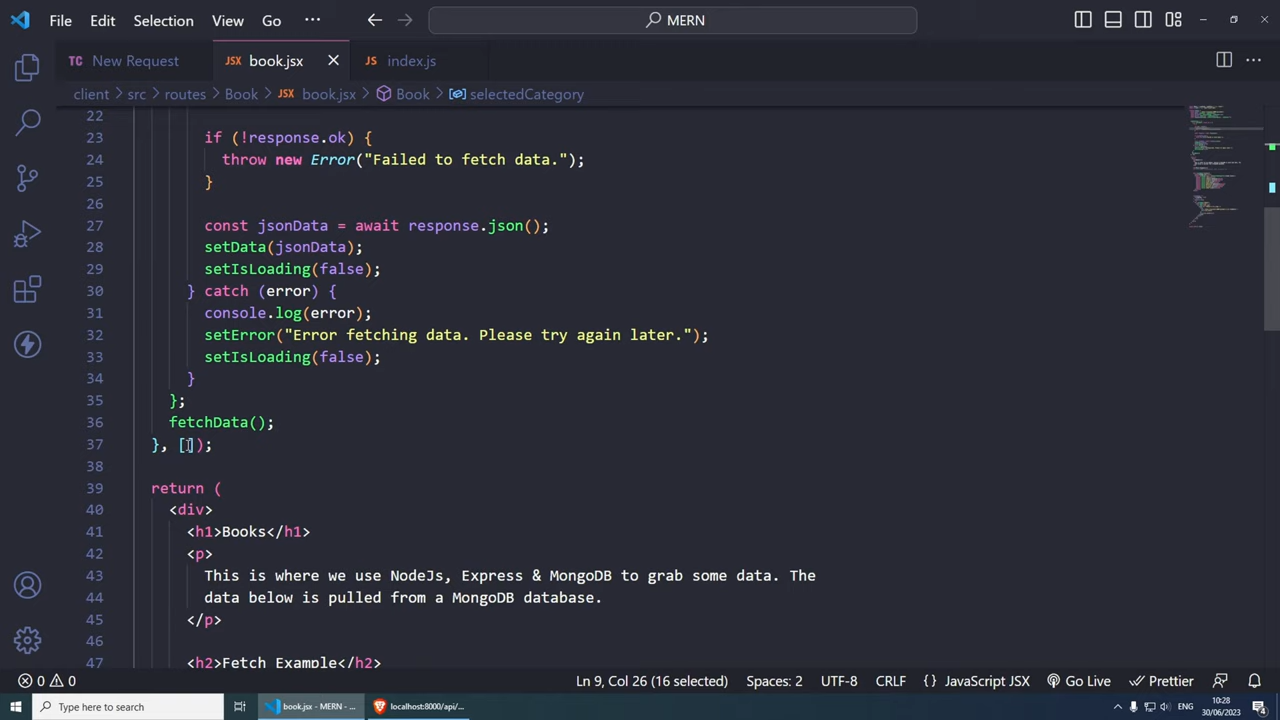 File Edit Selection View Go ··· MERN
TC New Request JSX book.jsx JS index.js
client > src > routes > Book > JSX book.jsx > Book > selectedCategory
22
23 if (!response.ok) {
24 throw new Error("Failed to fetch data.");
25 }
26
27 const jsonData = await response.json();
28 setData(jsonData);
29 setIsLoading(false);
30 } catch (error) {
31 console.log(error);
32 setError("Error fetching data. Please try again later.");
33 setIsLoading(false);
34 }
35 };
36 fetchData();
37 }, []);
38
39 return (
40 <div>
41 <h1>Books</h1>
42 <p>
43 This is where we use NodeJs, Express & MongoDB to grab some data. The
44 data below is pulled from a MongoDB database.
45 </p>
46
47 <h2>Fetch Example</h2>
0 0 Ln 9, Col 26 (16 selected) Spaces: 2 UTF-8 CRLF {} JavaScript JSX Go Live Prettier
Type here to search book.jsx - MERN - ... localhost:8000/api/... ENG 10:28
30/06/2023 4